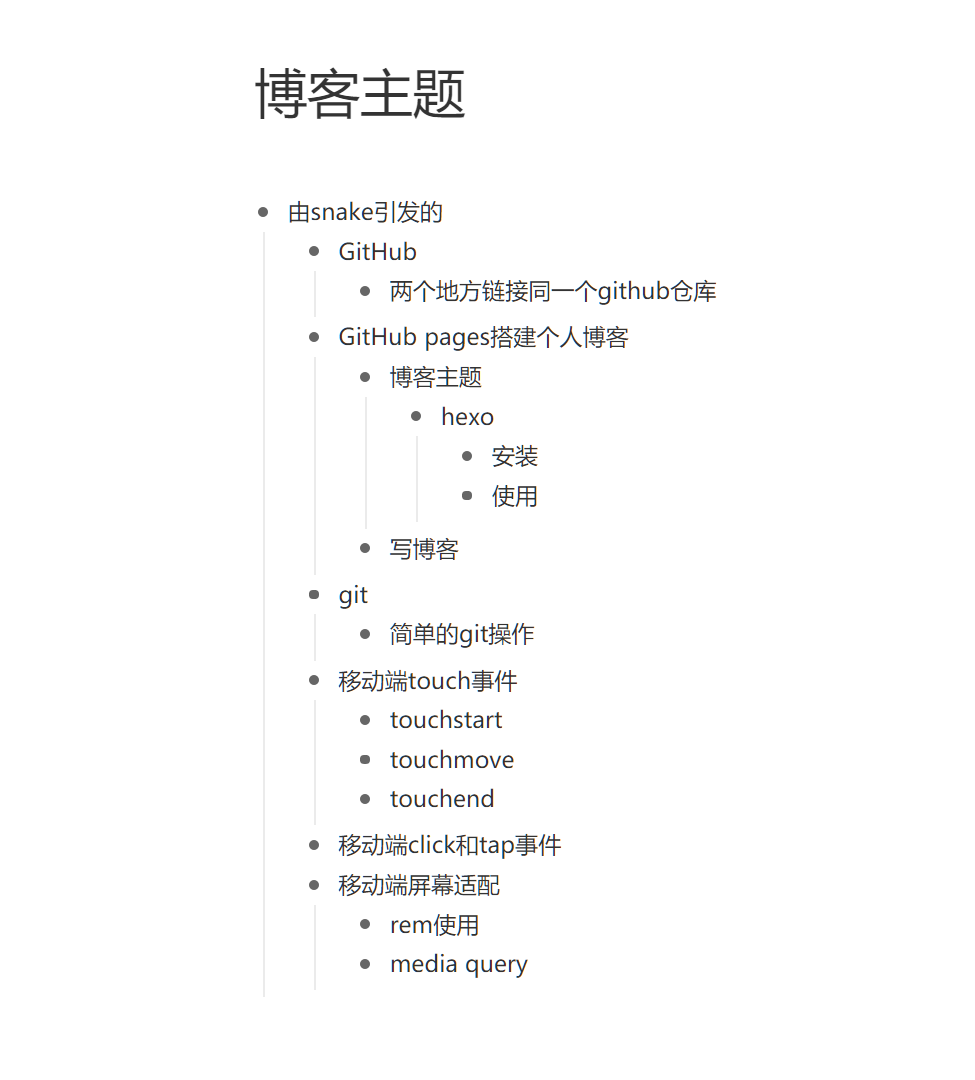 博客主题
由snake引发的
GitHub
两个地方链接同一个github仓库
GitHub pages搭建个人博客
博客主题
hexo
安装
使用
写博客
git
简单的git操作
移动端touch事件
touchstart
touchmove
touchend
移动端click和tap事件
移动端屏幕适配
rem使用
media query